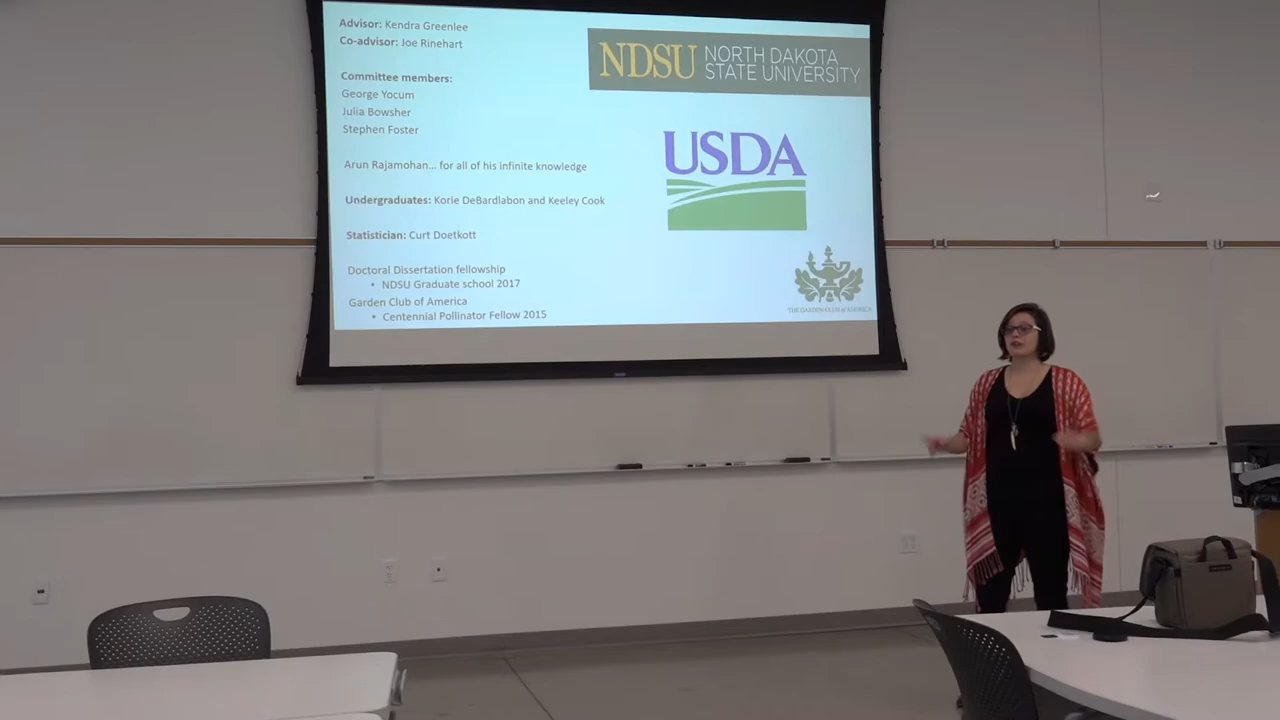 Advisor: Kendra Greenlee
Co-advisor: Joe Rinehart
Committee members:
George Yocum
Julia Bowsher
Stephen Foster
Arun Rajamohan... for all of his infinite knowledge
Undergraduates: Korie DeBardlabon and Keeley Cook
Statistician: Curt Doetkott
Doctoral Dissertation fellowship
• NDSU Graduate school 2017
Garden Club of America
• Centennial Pollinator Fellow 2015
NDSU NORTH DAKOTA
STATE UNIVERSITY
USDA
THE GARDEN CLUB of AMERICA